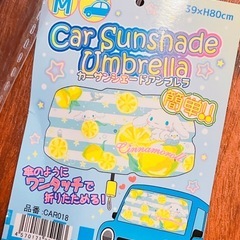 M
39×H80cm
Car Sunshade
Umbrella
カーサンシェードアンブレラ
簡単!!
Cinnamoroll
傘のように
ワンタッチで
折りたためる!!
品番:CAR018